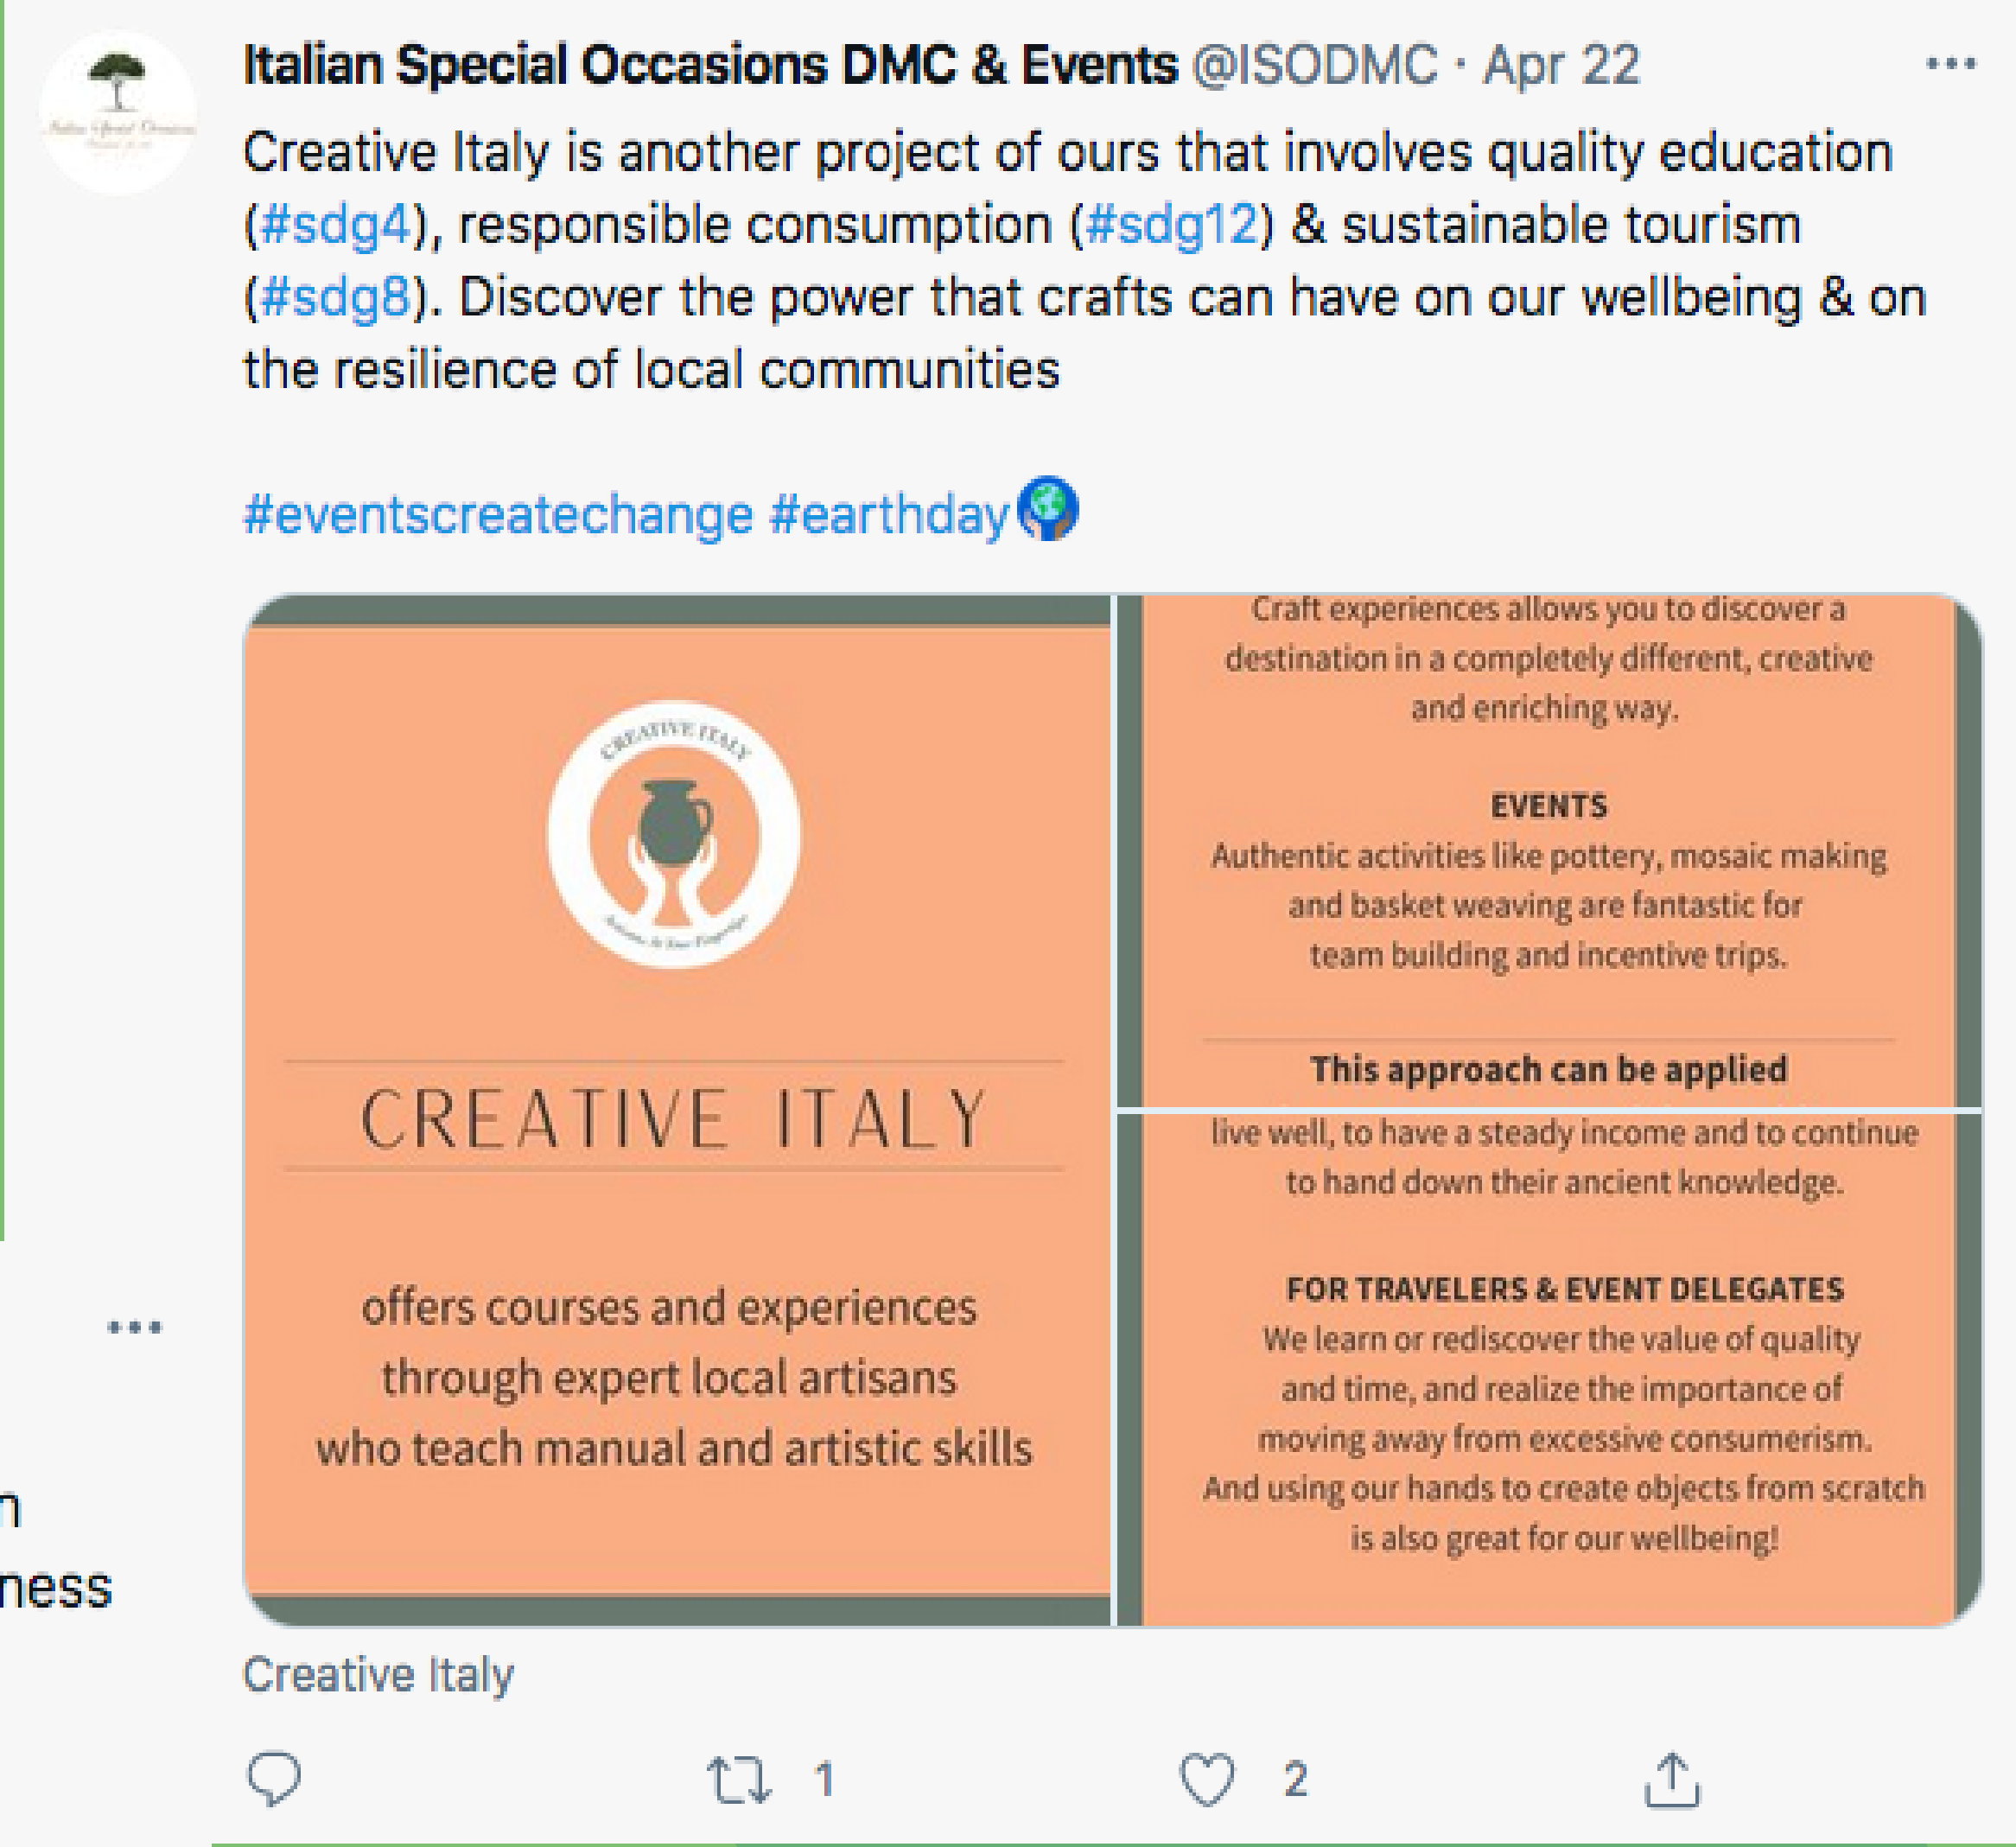 Italian Special Occasions DMC & Events @ISODMC · Apr 22
Creative Italy is another project of ours that involves quality education
(#sdg4), responsible consumption (#sdg12) & sustainable tourism
(#sdg8). Discover the power that crafts can have on our wellbeing & on
the resilience of local communities
#eventscreatechange #earthday
CREATIVE ITALY
CREATIVE ITALY
offers courses and experiences
through expert local artisans
who teach manual and artistic skills
Craft experiences allows you to discover a
destination in a completely different, creative
and enriching way.
EVENTS
Authentic activities like pottery, mosaic making
and basket weaving are fantastic for
team building and incentive trips.
This approach can be applied
live well, to have a steady income and to continue
to hand down their ancient knowledge.
FOR TRAVELERS & EVENT DELEGATES
We learn or rediscover the value of quality
and time, and realize the importance of
moving away from excessive consumerism.
And using our hands to create objects from scratch
is also great for our wellbeing!
n
ness
Creative Italy
1
2